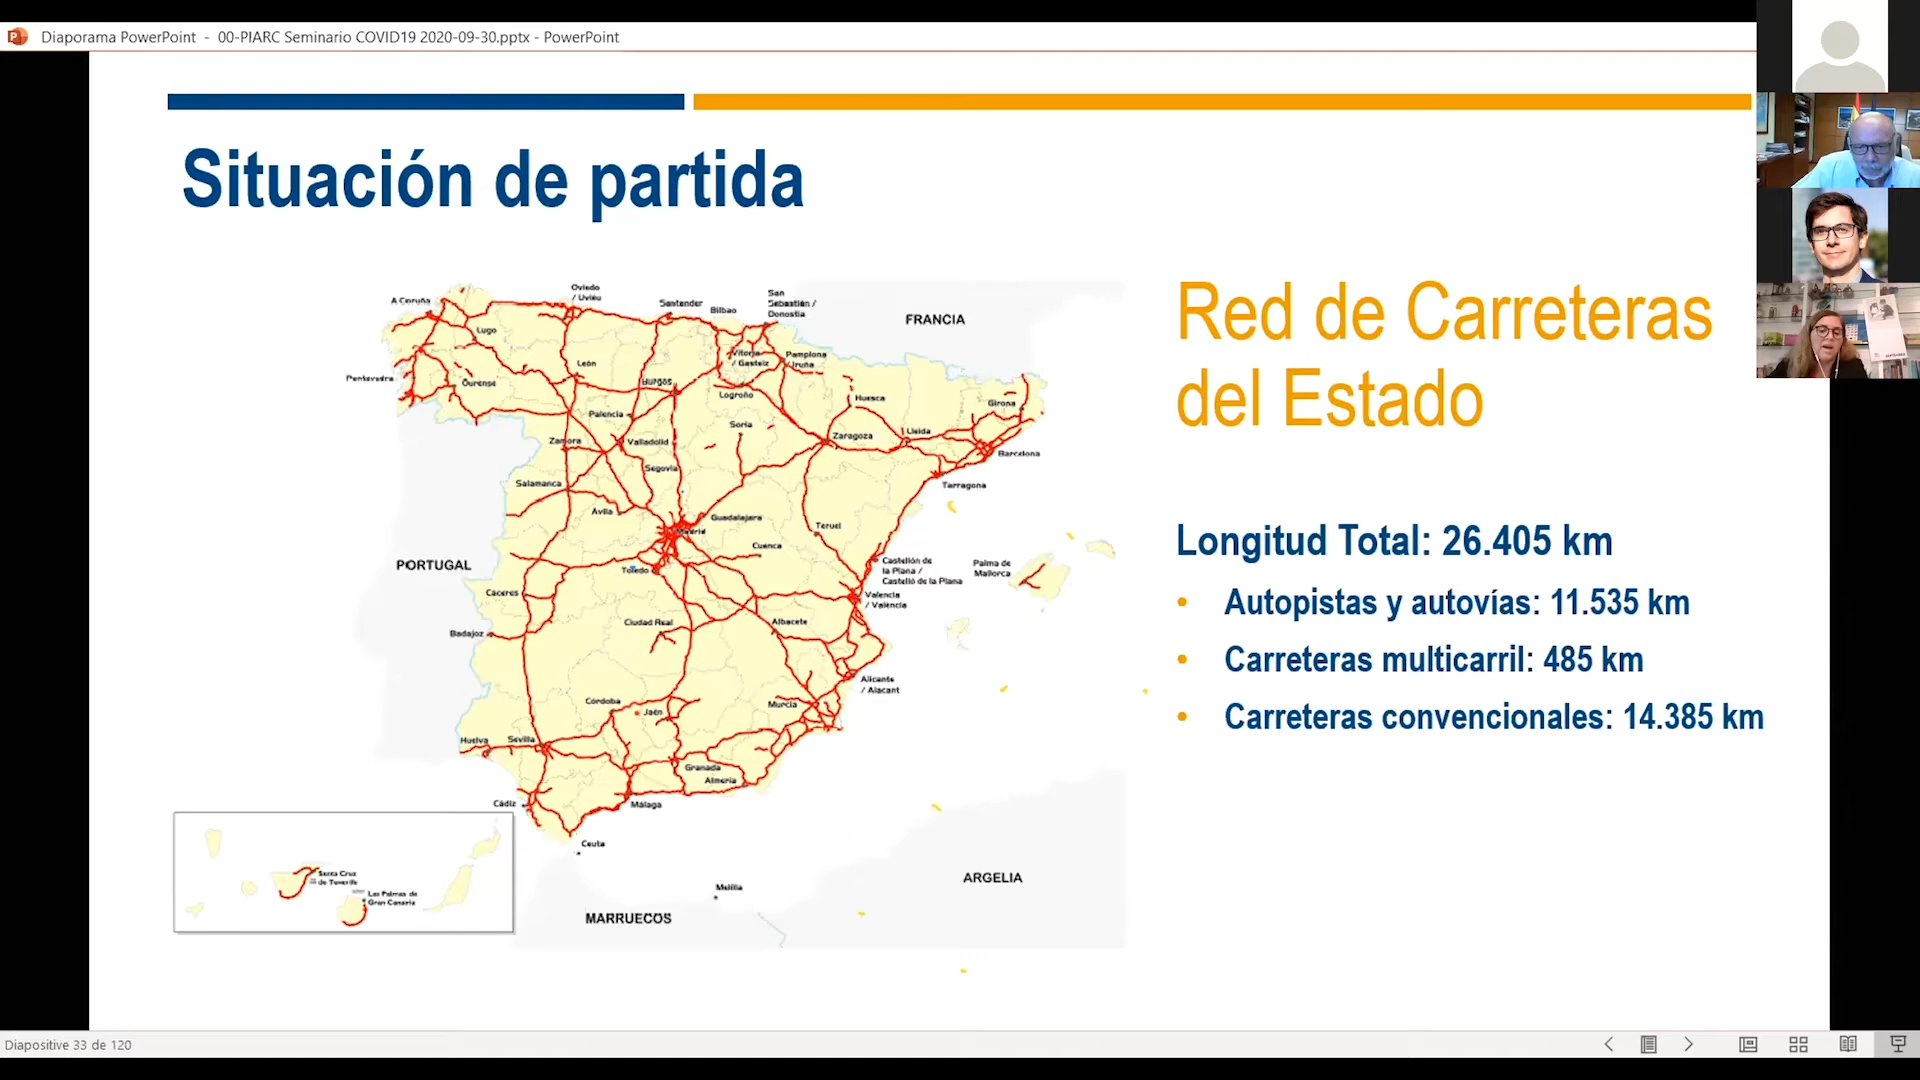 Diaporama PowerPoint - 00-PIARC Seminario COVID19 2020-09-30.pptx - PowerPoint
Situación de partida
Red de Carreteras
del Estado
Longitud Total: 26.405 km
• Autopistas y autovías: 11.535 km
• Carreteras multicarril: 485 km
• Carreteras convencionales: 14.385 km
A Coruña
Oviedo
/ Uviéu
Santander
Bilbao
San
Sebastián /
Donostia
FRANCIA
Lugo
León
Vitoria
/ Gasteiz
Pamplona
/ Iruña
Pontevedra
Ourense
Burgos
Logroño
Huesca
Girona
Palencia
Soria
Zamora
Valladolid
Zaragoza
Lleida
Barcelona
Segovia
Salamanca
Tarragona
Ávila
Guadalajara
Madrid
Teruel
Cuenca
PORTUGAL
Toledo
Castellón de
la Plana /
Castelló de la Plana
Palma de
Mallorca
Cáceres
Valencia
/ València
Ciudad Real
Albacete
Badajoz
Alicante
/ Alacant
Córdoba
Jaén
Murcia
Huelva
Sevilla
Granada
Almería
Cádiz
Málaga
Ceuta
Santa Cruz
de Tenerife
Las Palmas de
Gran Canaria
Melilla
ARGELIA
MARRUECOS
Diapositive 33 de 120